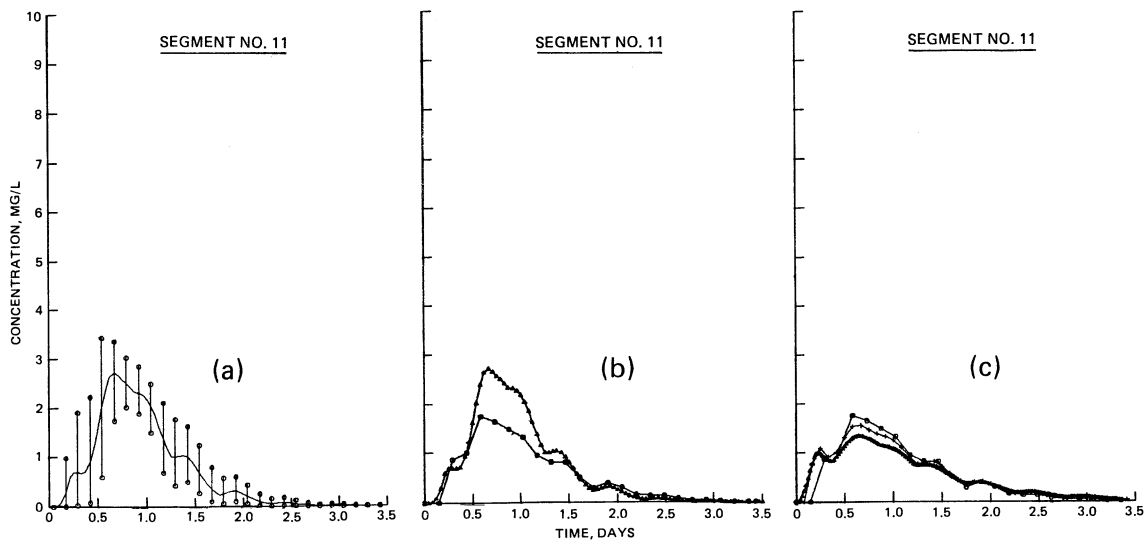 SEGMENT NO. 11
SEGMENT NO. 11
SEGMENT NO. 11
10
9
8
7
6
5
4
3
2
1
0
CONCENTRATION, MG/L
(a)
(b)
(c)
0 0.5 1.0 1.5 2.0 2.5 3.0 3.5
0 0.5 1.0 1.5 2.0 2.5 3.0 3.5
0 0.5 1.0 1.5 2.0 2.5 3.0 3.5
TIME, DAYS